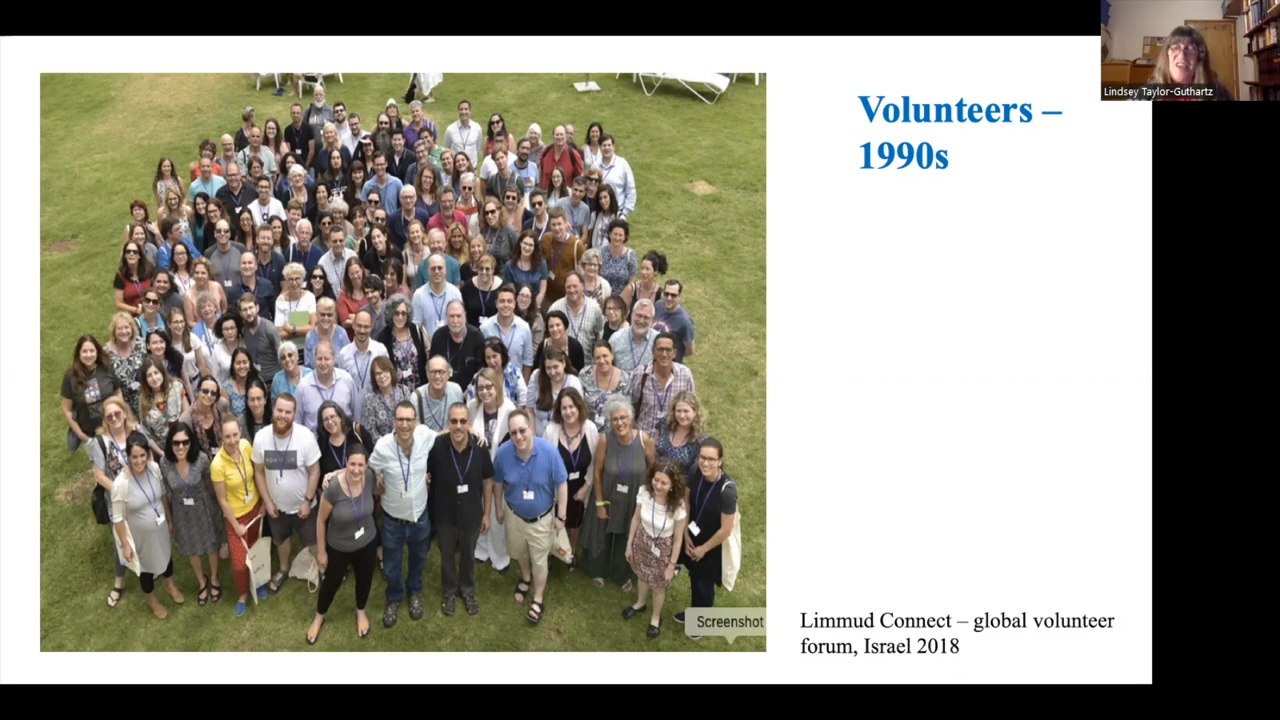 Lindsey Taylor-Guthartz
Volunteers –
1990s
Screenshot
Limmud Connect – global volunteer
forum, Israel 2018